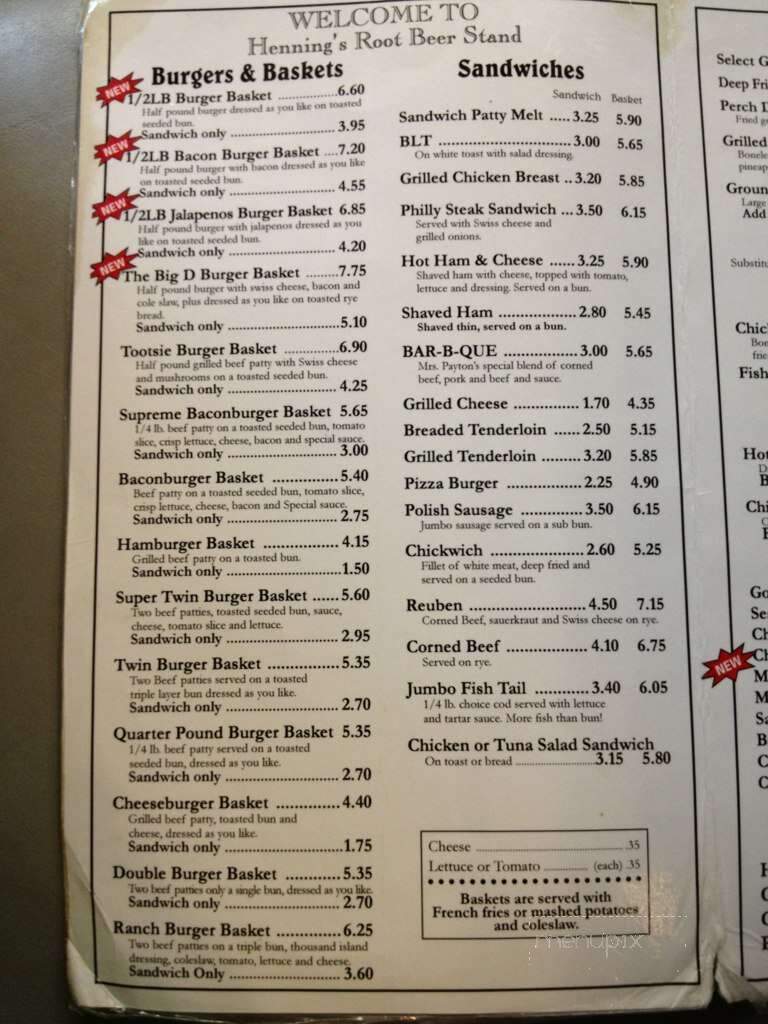 WELCOME TO
Henning's Root Beer Stand
Burgers & Baskets
NEW
1/2LB Burger Basket ................ 6.60
Half pound burger dressed as you like on toasted
seeded bun.
Sandwich only ........................ 3.95
NEW
1/2LB Bacon Burger Basket ....7.20
Half pound burger with bacon dressed as you like
on toasted seeded bun.
Sandwich only ........................ 4.55
NEW
1/2LB Jalapenos Burger Basket 6.85
Half pound burger with jalapenos dressed as you
like on toasted seeded bun.
Sandwich only ........................ 4.20
NEW
The Big D Burger Basket .........7.75
Half pound burger with swiss cheese, bacon and
cole slaw, plus dressed as you like on toasted rye
bread.
Sandwich only ............................5.10
Tootsie Burger Basket .............6.90
Half pound grilled beef patty with Swiss cheese
and mushrooms on a toasted seeded bun.
Sandwich only ............................4.25
Supreme Baconburger Basket 5.65
1/4 lb. beef patty on a toasted seeded bun, tomato
slice, crisp lettuce, cheese, bacon and special sauce.
Sandwich only ............................ 3.00
Baconburger Basket ................5.40
Beef patty on a toasted seeded bun, tomato slice,
crisp lettuce, cheese, bacon and Special sauce.
Sandwich only ............................ 2.75
Hamburger Basket ..................4.15
Grilled beef patty on a toasted bun.
Sandwich only ............................1.50
Super Twin Burger Basket ......5.60
Two beef patties, toasted seeded bun, sauce,
cheese, tomato slice and lettuce.
Sandwich only ............................ 2.95
Twin Burger Basket ................5.35
Two Beef patties served on a toasted
triple layer bun dressed as you like.
Sandwich only ............................ 2.70
Quarter Pound Burger Basket 5.35
1/4 lb. beef patty served on a toasted
seeded bun, dressed as you like.
Sandwich only ............................ 2.70
Cheeseburger Basket ..............4.40
Grilled beef patty, toasted bun and
cheese, dressed as you like.
Sandwich only ............................1.75
Double Burger Basket .............5.35
Two beef patties only a single bun, dressed as you like.
Sandwich only ............................ 2.70
Ranch Burger Basket ..............6.25
Two beef patties on a triple bun, thousand island
dressing, coleslaw, tomato, lettuce and cheese.
Sandwich Only ........................... 3.60
Sandwiches
Sandwich Basket
Sandwich Patty Melt .....3.25 5.90
BLT ..............................3.00 5.65
On white toast with salad dressing.
Grilled Chicken Breast ..3.20 5.85
Philly Steak Sandwich ...3.50 6.15
Served with Swiss cheese and
grilled onions.
Hot Ham & Cheese ......3.25 5.90
Shaved ham with cheese, topped with tomato,
lettuce and dressing. Served on a bun.
Shaved Ham ..................2.80 5.45
Shaved thin, served on a bun.
BAR-B-QUE .................3.00 5.65
Mrs. Payton's special blend of corned
beef, pork and beef and sauce.
Grilled Cheese ...............1.70 4.35
Breaded Tenderloin ......2.50 5.15
Grilled Tenderloin.........3.20 5.85
Pizza Burger ..................2.25 4.90
Polish Sausage ...............3.50 6.15
Jumbo sausage served on a sub bun.
Chickwich .....................2.60 5.25
Fillet of white meat, deep fried and
served on a seeded bun.
Reuben ..........................4.50 7.15
Corned Beef, sauerkraut and Swiss cheese on rye.
Corned Beef ..................4.10 6.75
Served on rye.
Jumbo Fish Tail ............3.40 6.05
1/4 lb. choice cod served with lettuce
and tartar sauce. More fish than bun!
Chicken or Tuna Salad Sandwich
On toast or bread ........................3.15 5.80
Cheese ........................................ .35
Lettuce or Tomato ............. (each) .35
Baskets are served with
French fries or mashed potatoes
and coleslaw.
menupix
Select
Deep
Perch
Fried
Grilled
Add
NEW